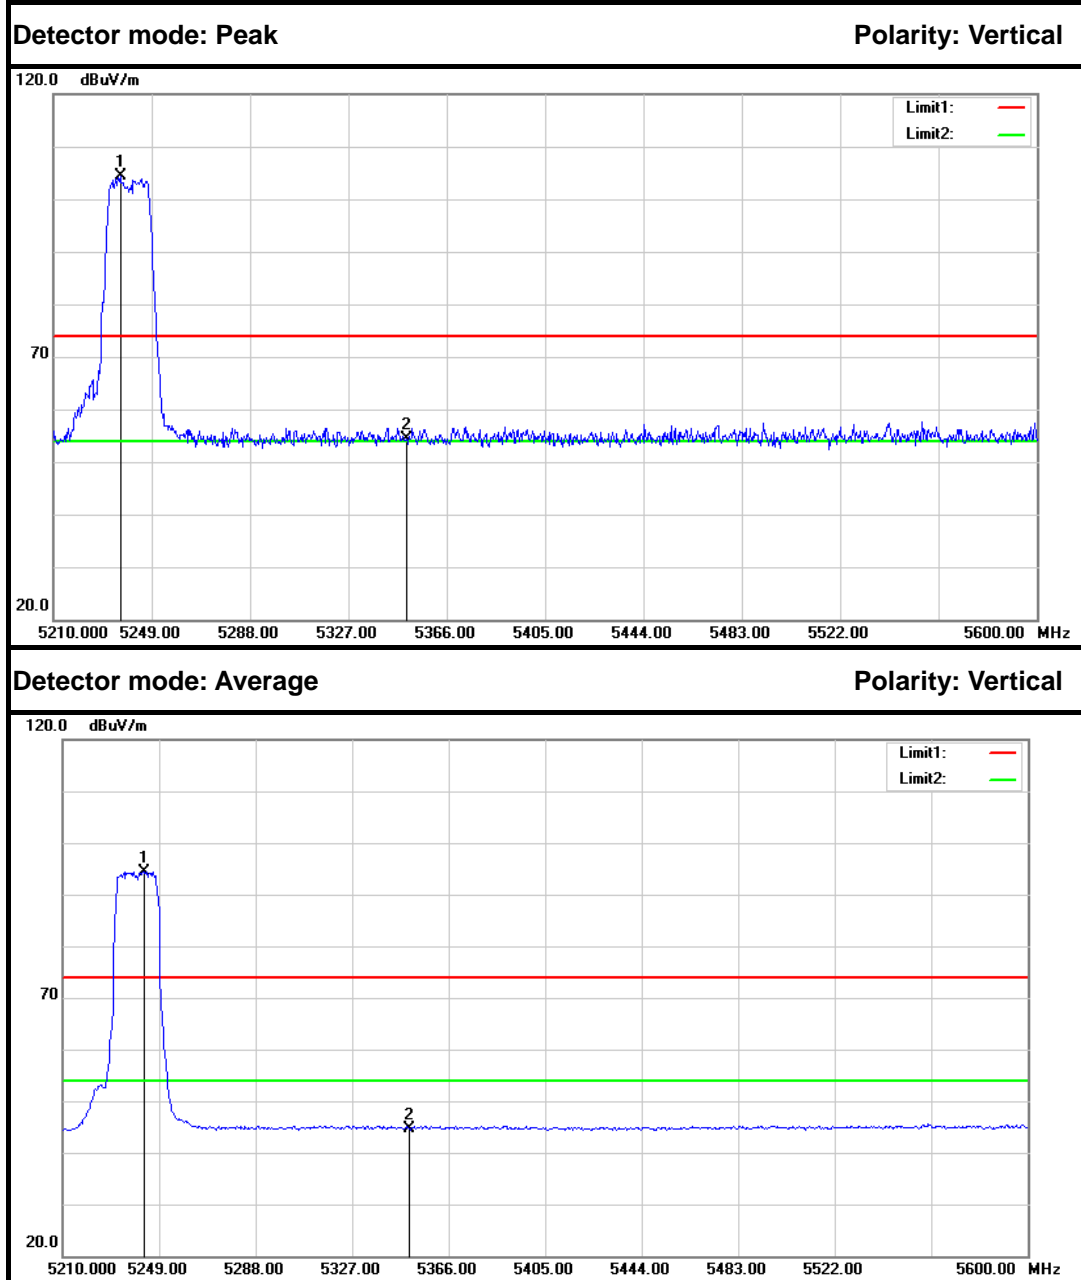 Detector mode: Peak Polarity: Vertical
120.0 dBuV/m
Limit1:
Limit2:
1
70
2
20.0
5210.000 5249.00 5288.00 5327.00 5366.00 5405.00 5444.00 5483.00 5522.00 5600.00 MHz
Detector mode: Average Polarity: Vertical
120.0 dBuV/m
Limit1:
Limit2:
1
70
2
20.0
5210.000 5249.00 5288.00 5327.00 5366.00 5405.00 5444.00 5483.00 5522.00 5600.00 MHz